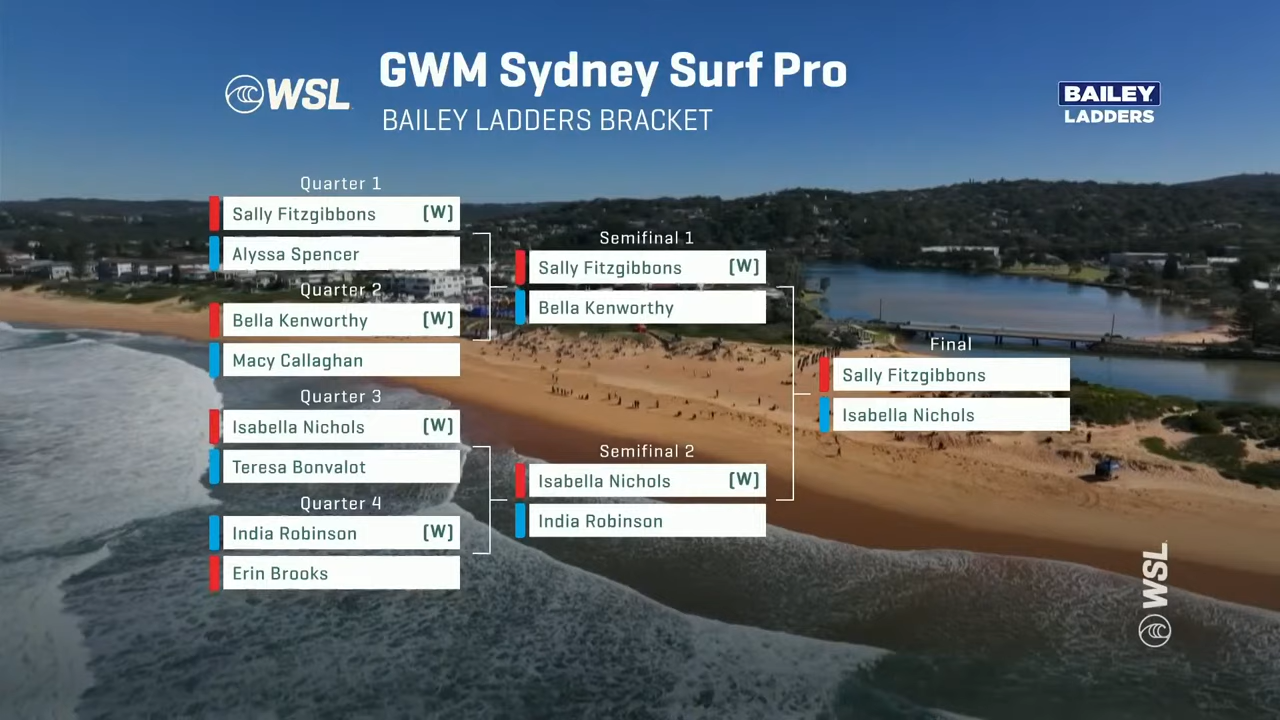 WSL
GWM Sydney Surf Pro
BAILEY LADDERS BRACKET
BAILEY
LADDERS
Quarter 1
Sally Fitzgibbons (W)
Alyssa Spencer
Quarter 2
Bella Kenworthy (W)
Macy Callaghan
Quarter 3
Isabella Nichols (W)
Teresa Bonvalot
Quarter 4
India Robinson (W)
Erin Brooks
Semifinal 1
Sally Fitzgibbons (W)
Bella Kenworthy
Semifinal 2
Isabella Nichols (W)
India Robinson
Final
Sally Fitzgibbons
Isabella Nichols
WSL